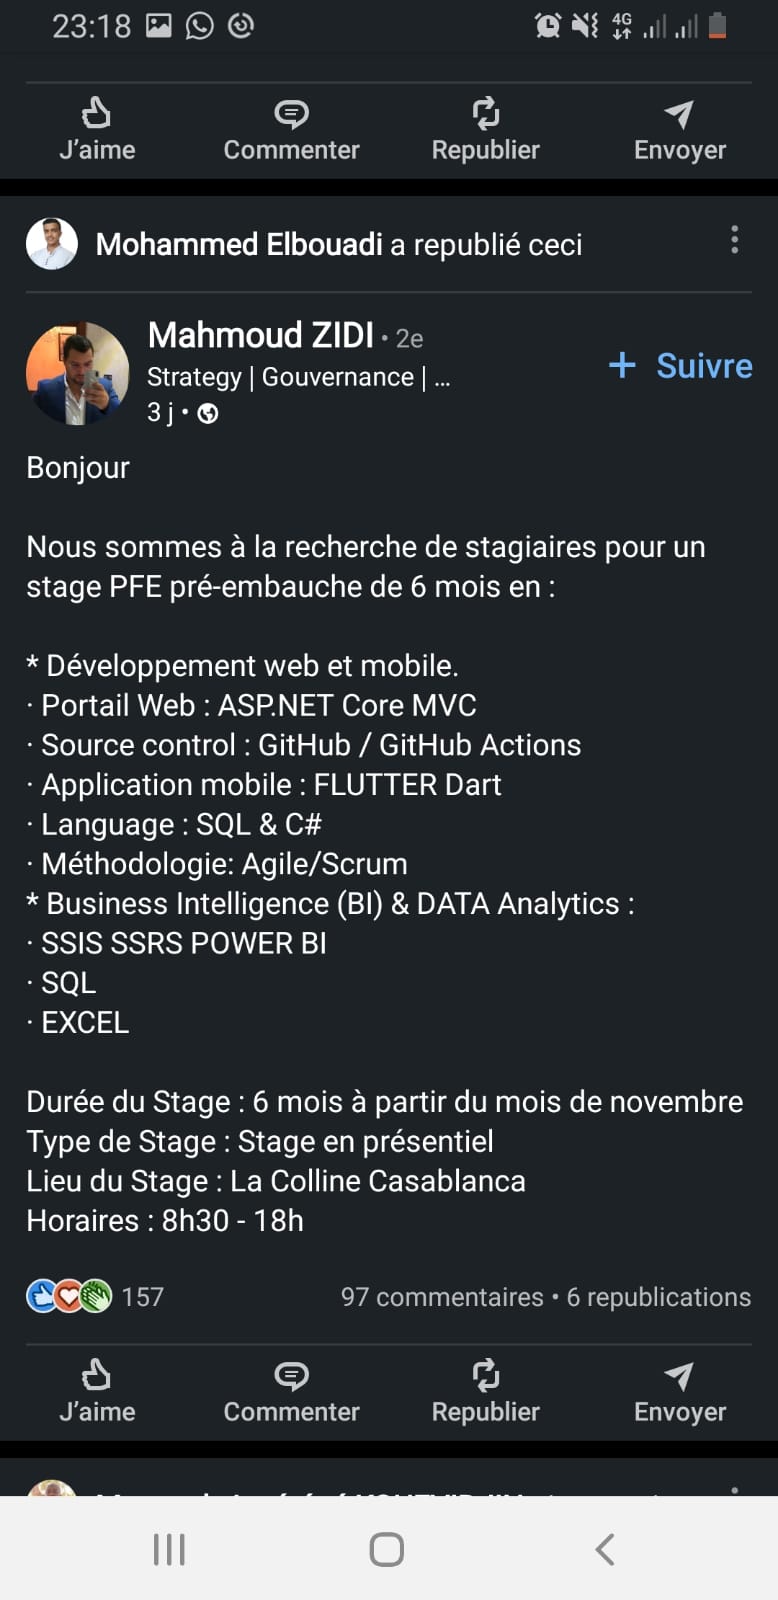 23:18
4G
J'aime Commenter Republier Envoyer
Mohammed Elbouadi a republié ceci
Mahmoud ZIDI • 2e
Strategy | Gouvernance | ...
+ Suivre
3 j •
Bonjour
Nous sommes à la recherche de stagiaires pour un
stage PFE pré-embauche de 6 mois en :
* Développement web et mobile.
· Portail Web : ASP.NET Core MVC
· Source control : GitHub / GitHub Actions
· Application mobile : FLUTTER Dart
· Language : SQL & C#
· Méthodologie: Agile/Scrum
* Business Intelligence (BI) & DATA Analytics :
· SSIS SSRS POWER BI
· SQL
· EXCEL
Durée du Stage : 6 mois à partir du mois de novembre
Type de Stage : Stage en présentiel
Lieu du Stage : La Colline Casablanca
Horaires : 8h30 - 18h
157 97 commentaires • 6 republications
J'aime Commenter Republier Envoyer